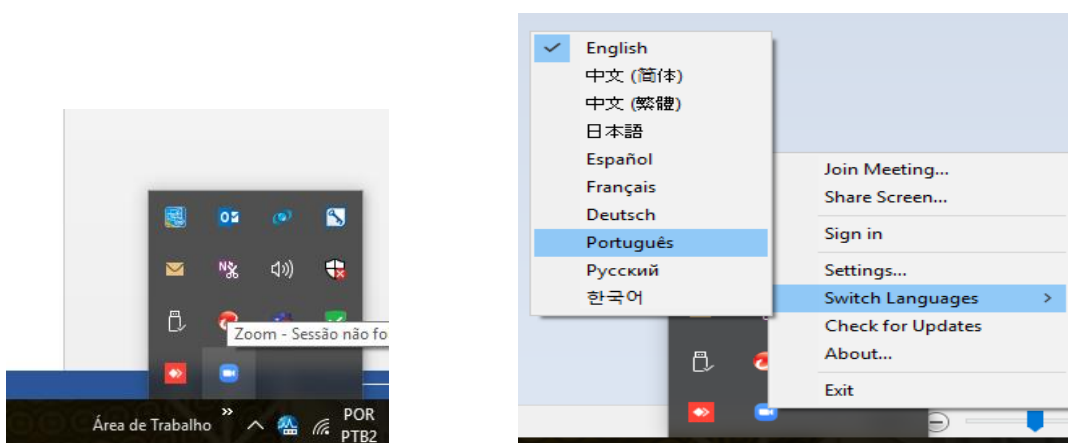 Zoom - Sessão não fo
Área de Trabalho
POR
PTB2
English
中文 (简体)
中文 (繁體)
日本語
Español
Français
Deutsch
Português
Русский
한국어
Join Meeting...
Share Screen...
Sign in
Settings...
Switch Languages
Check for Updates
About...
Exit